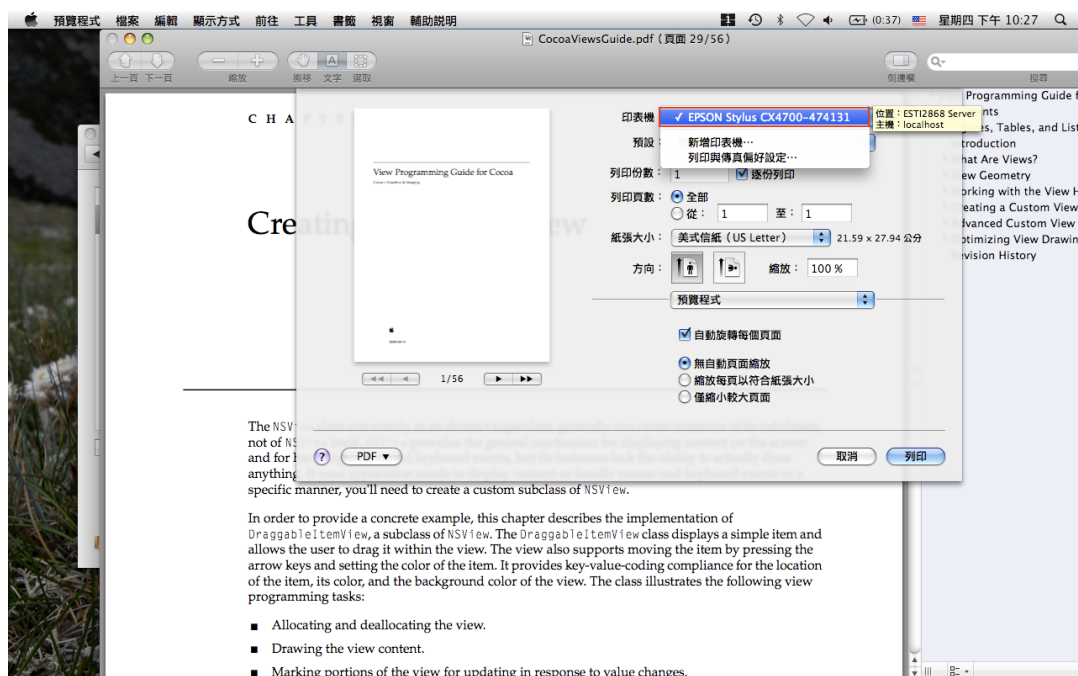 預覽程式 檔案 編輯 顯示方式 前往 工具 書籤 視窗 輔助說明 1 (0:37) 星期四 下午 10:27
CocoaViewsGuide.pdf (頁面 29/56)
上一頁 下一頁 縮放 搬移 文字 選取 側邊欄 搜尋
CHAPTER
Creating
印表機 ✓ EPSON Stylus CX4700-474131
位置：ESTI2868 Server
主機：localhost
預設：
新增印表機⋯
列印與傳真偏好設定⋯
列印份數： 1 逐份列印
列印頁數： 全部
從： 1 至： 1
紙張大小： 美式信紙（US Letter） 21.59 x 27.94 公分
方向： 縮放： 100 %
預覽程式
自動旋轉每個頁面
無自動頁面縮放
縮放每頁以符合紙張大小
僅縮小較大頁面
View Programming Guide for Cocoa
1/56
? PDF ▼ 取消 列印
Programming Guide f
nts
es, Tables, and List
troduction
hat Are Views?
ew Geometry
orking with the View H
eating a Custom View
dvanced Custom View
ptimizing View Drawin
evision History
The NSV
not of NS
and for h
anything
specific manner, you'll need to create a custom subclass of NSView.
In order to provide a concrete example, this chapter describes the implementation of
DraggableItemView, a subclass of NSView. The DraggableItemView class displays a simple item and
allows the user to drag it within the view. The view also supports moving the item by pressing the
arrow keys and setting the color of the item. It provides key-value-coding compliance for the location
of the item, its color, and the background color of the view. The class illustrates the following view
programming tasks:
■ Allocating and deallocating the view.
■ Drawing the view content.
■ Marking portions of the view for updating in response to value changes.